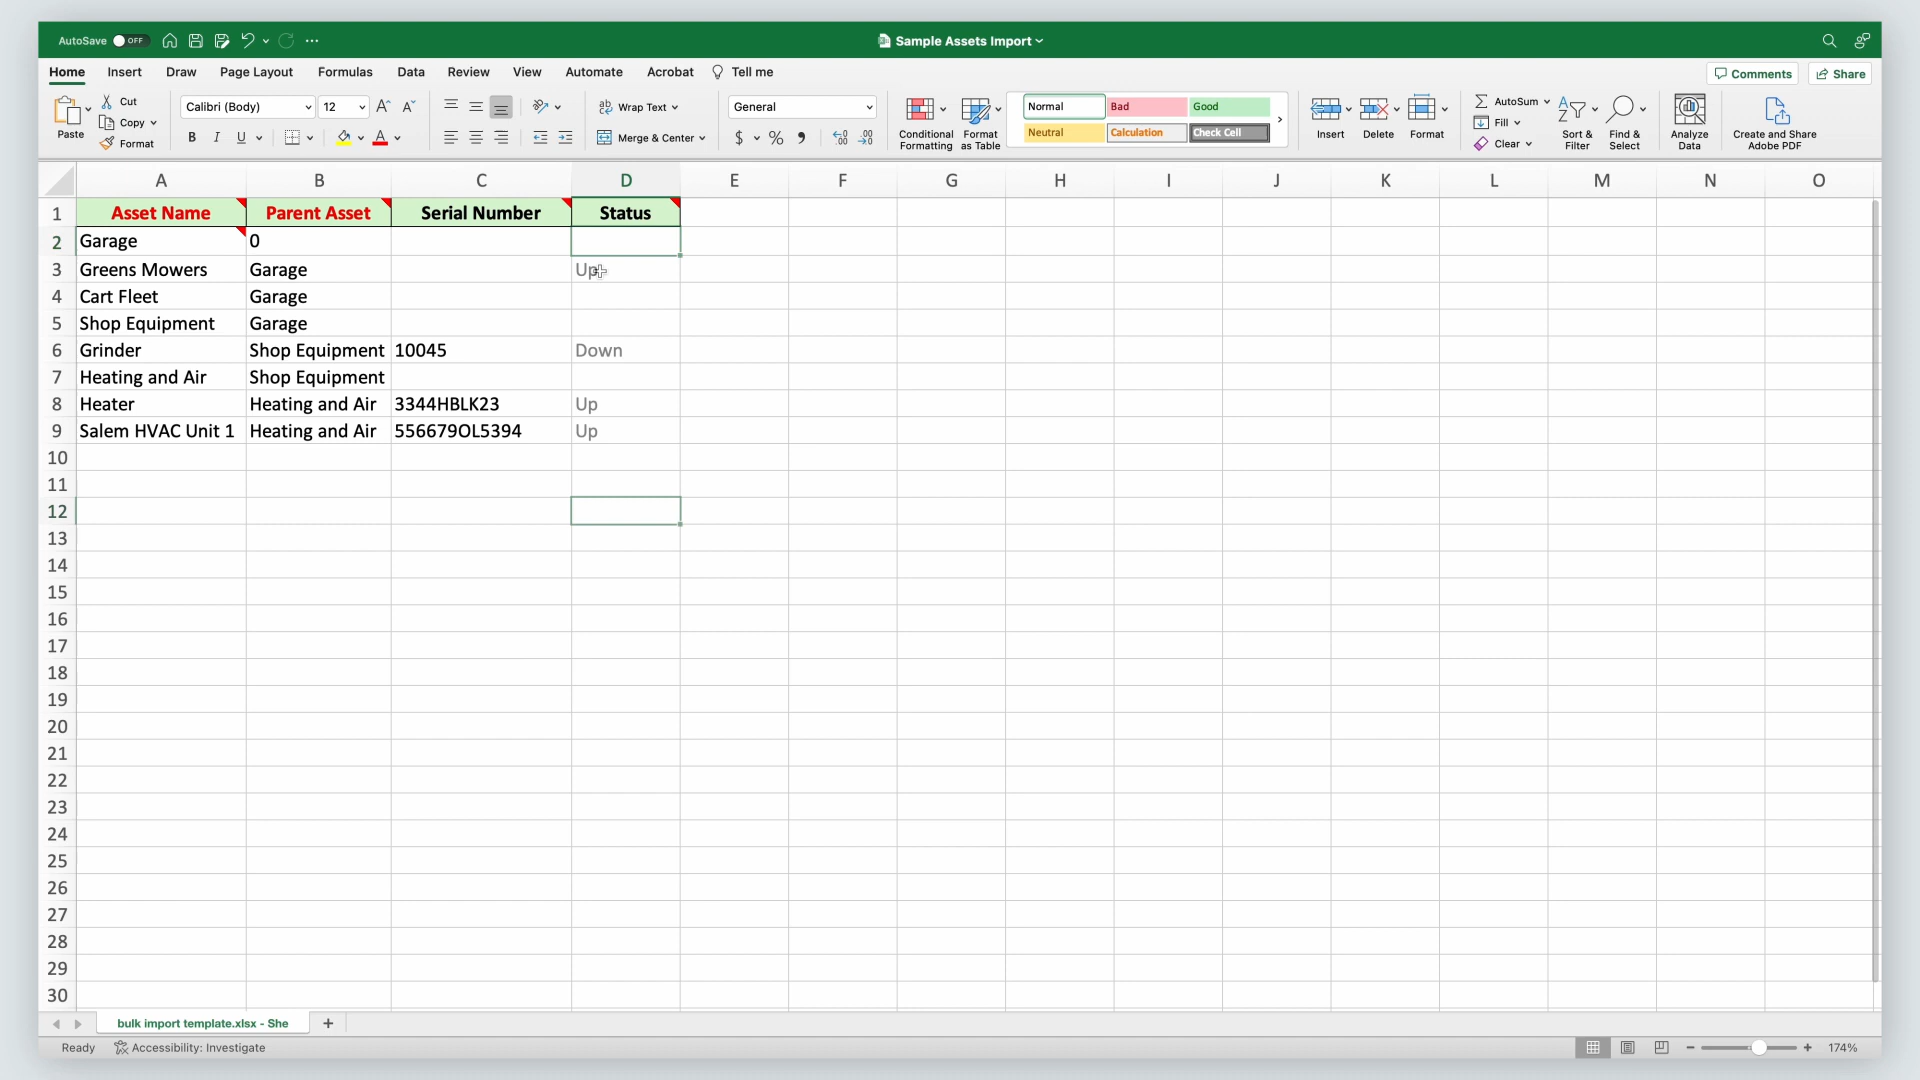 AutoSave OFF
Sample Assets Import
Home Insert Draw Page Layout Formulas Data Review View Automate Acrobat Tell me
Comments Share
Paste
Cut
Copy
Format
Calibri (Body) 12
B I U
Wrap Text
Merge & Center
General
$ % 9
Conditional Formatting
Format as Table
Normal Bad Good
Neutral Calculation Check Cell
Insert Delete Format
AutoSum
Fill
Clear
Sort & Filter
Find & Select
Analyze Data
Create and Share Adobe PDF
A B C D E F G H I J K L M N O
1 Asset Name Parent Asset Serial Number Status
2 Garage 0
3 Greens Mowers Garage Up
4 Cart Fleet Garage
5 Shop Equipment Garage
6 Grinder Shop Equipment 10045 Down
7 Heating and Air Shop Equipment
8 Heater Heating and Air 3344HBLK23 Up
9 Salem HVAC Unit 1 Heating and Air 556679OL5394 Up
10
11
12
13
14
15
16
17
18
19
20
21
22
23
24
25
26
27
28
29
30
bulk import template.xlsx - She +
Ready Accessibility: Investigate 174%